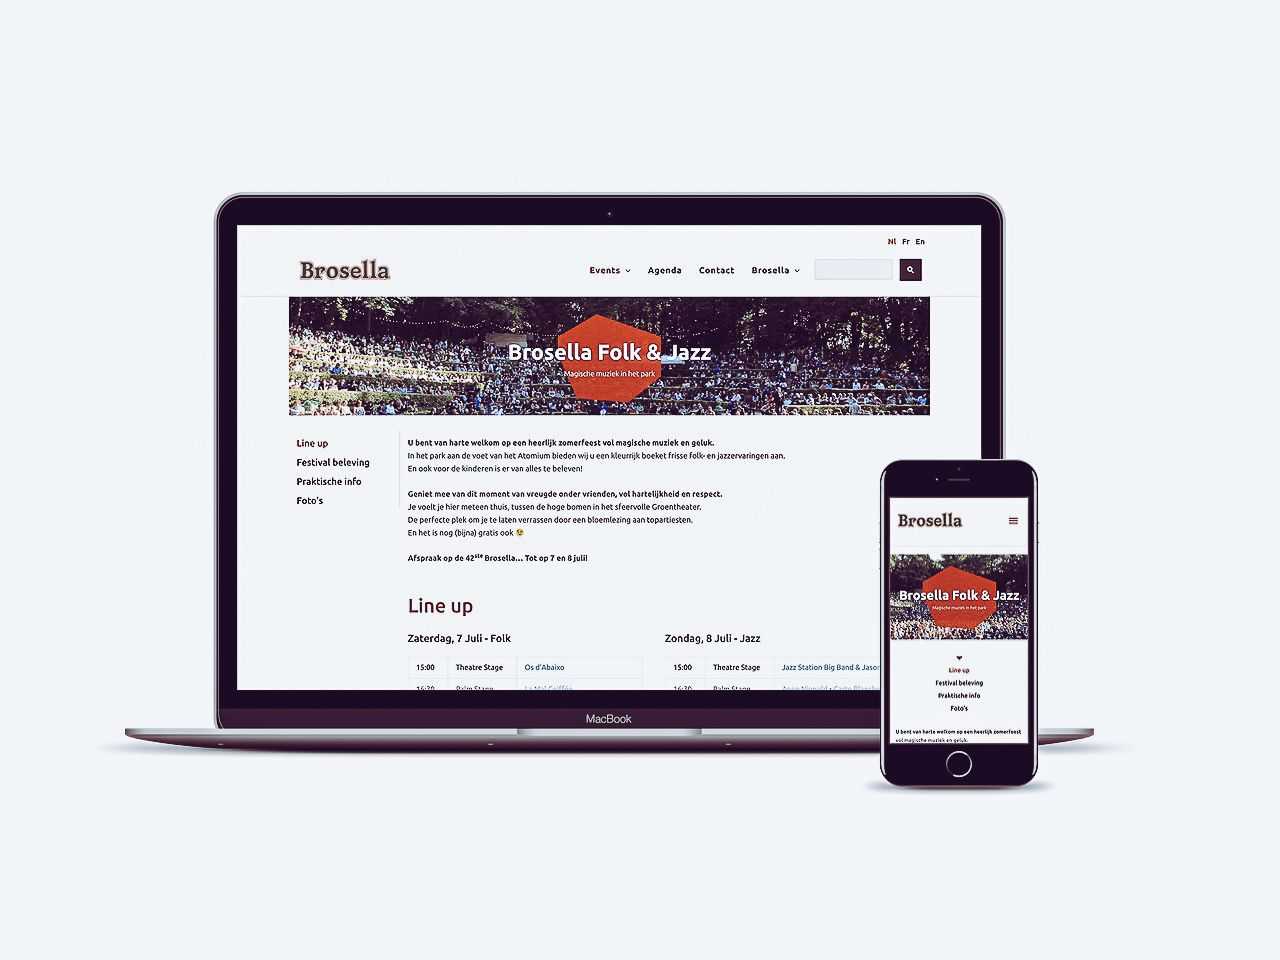 Nl Fr En
Brosella
Events Agenda Contact Brosella
Brosella Folk & Jazz
Magische muziek in het park
Line up
Festival beleving
Praktische info
Foto's
U bent van harte welkom op een heerlijk zomerfeest vol magische muziek en geluk.
In het park aan de voet van het Atomium bieden wij u een kleurrijk boeket frisse folk- en jazzervaringen aan.
En ook voor de kinderen is er van alles te beleven!
Geniet mee van dit moment van vreugde onder vrienden, vol hartelijkheid en respect.
Je voelt je hier meteen thuis, tussen de hoge bomen in het sfeervolle Groentheater.
De perfecte plek om je te laten verrassen door een bloemlezing aan topartiesten.
En het is nog (bijna) gratis ook 😉
Afspraak op de 42ste Brosella... Tot op 7 en 8 juli!
Line up
Zaterdag, 7 Juli - Folk
15:00 Theatre Stage Os d'Abaixo
16:30 Palm Stage La Mal Coiffée
Zondag, 8 Juli - Jazz
15:00 Theatre Stage Jazz Station Big Band & Jason
16:30 Palm Stage
MacBook
Brosella
Brosella Folk & Jazz
Magische muziek in het park
Line up
Festival beleving
Praktische info
Foto's
U bent van harte welkom op een heerlijk zomerfeest
vol magische muziek en geluk.